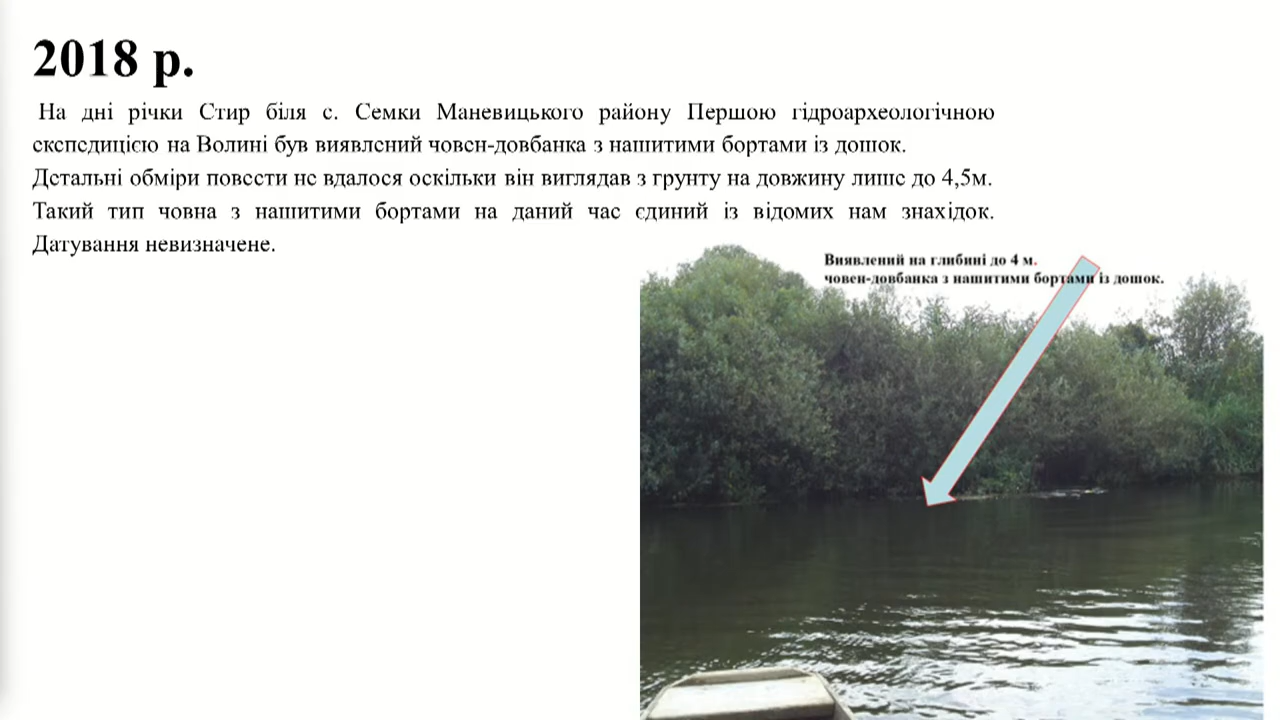 2018 р.
На дні річки Стир біля с. Семки Маневицького району Першою гідроархеологічною
експедицією на Волині був виявлений човен-довбанка з нашитими бортами із дошок.
Детальні обміри повести не вдалося оскільки він виглядав з грунту на довжину лише до 4,5м.
Такий тип човна з нашитими бортами на даний час єдиний із відомих нам знахідок.
Датування невизначене.
Виявлений на глибині до 4 м.
човен-довбанка з нашитими бортами із дошок.